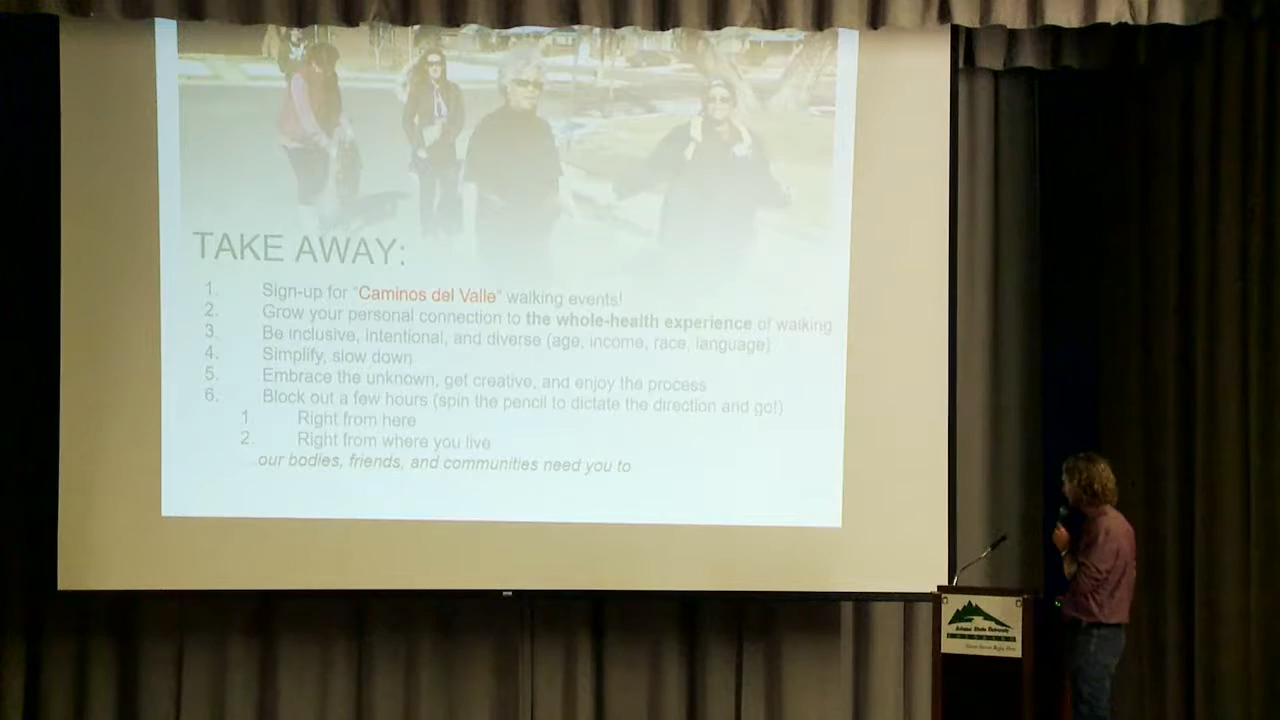 TAKE AWAY:
1. Sign-up for "Caminos del Valle" walking events!
2. Grow your personal connection to the whole-health experience of walking
3. Be inclusive, intentional, and diverse (age, income, race, language)
4. Simplify, slow down
5. Embrace the unknown, get creative, and enjoy the process
6. Block out a few hours (spin the pencil to dictate the direction and go!)
1 Right from here
2. Right from where you live
our bodies, friends, and communities need you to
Adams State University
COLORADO